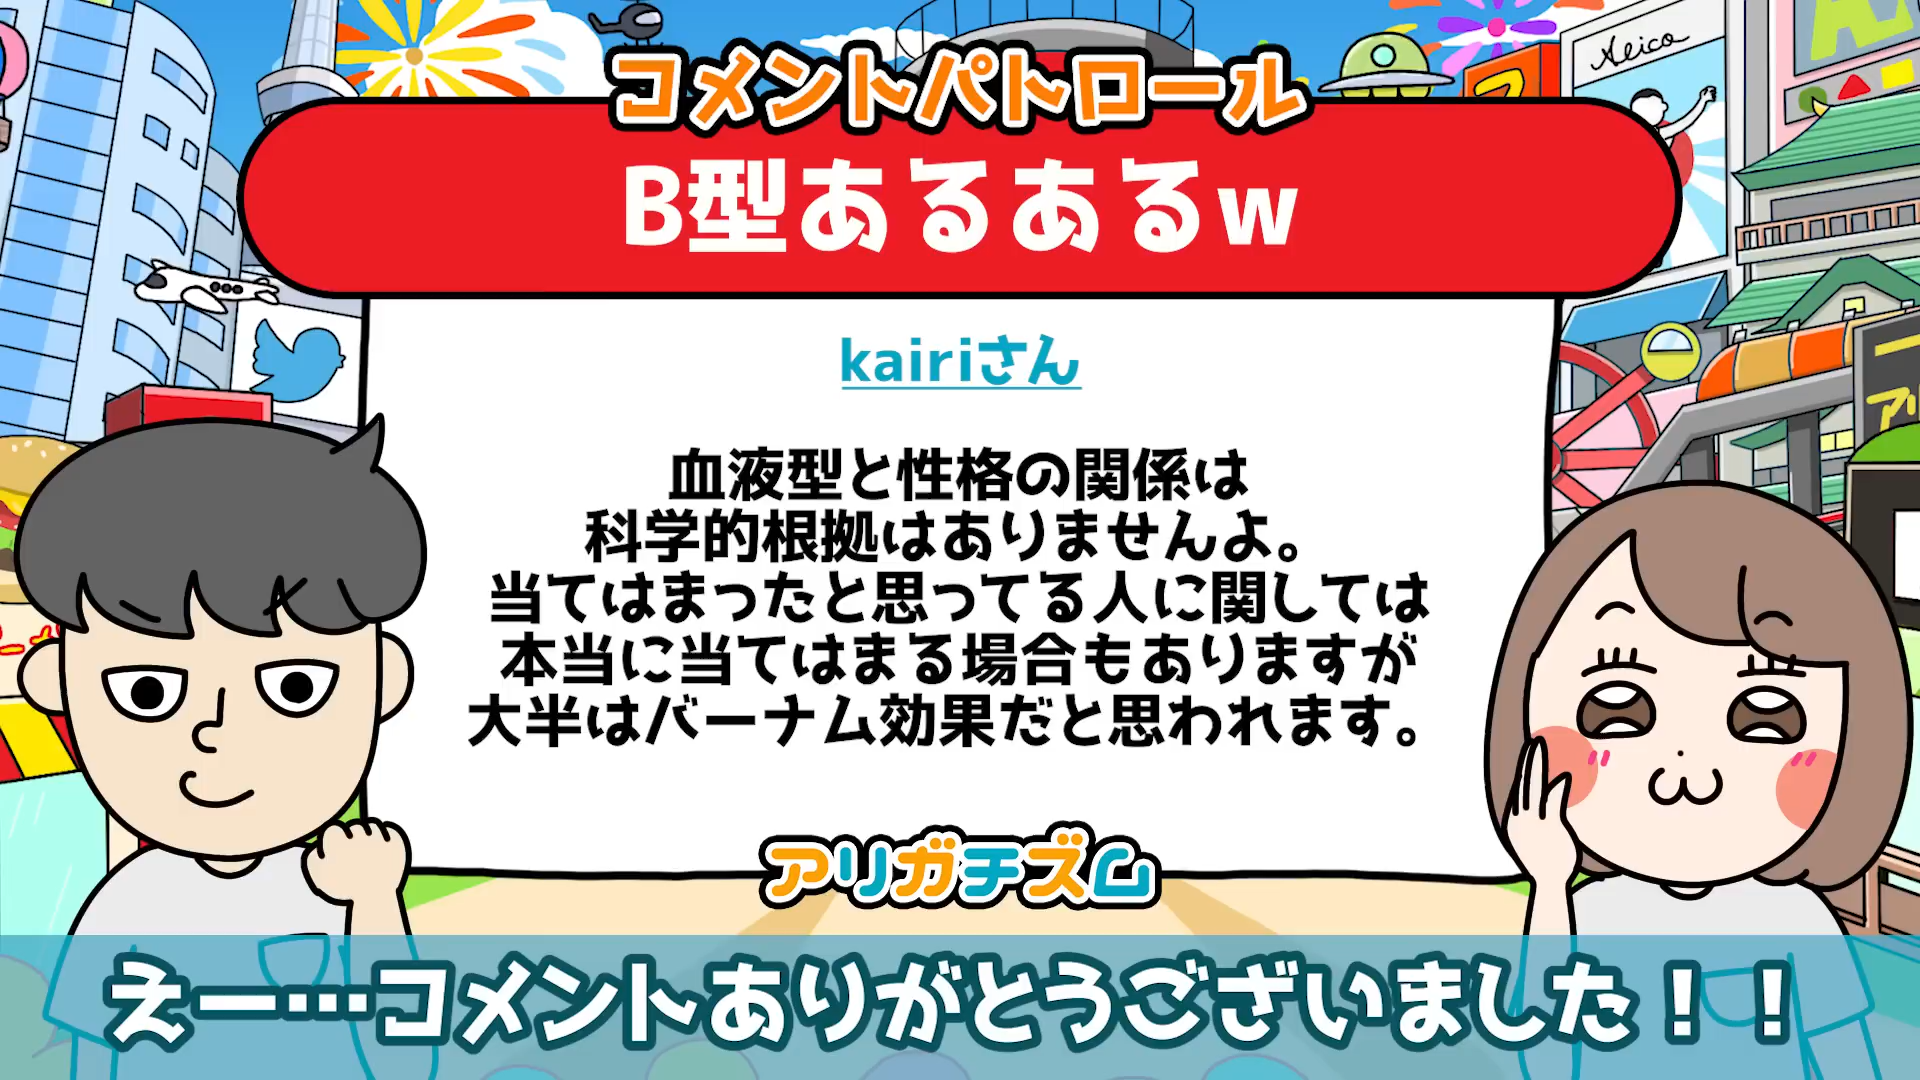 コメントパトロール
Aeica
B型あるあるw
kairiさん
血液型と性格の関係は
科学的根拠はありませんよ。
当てはまったと思ってる人に関しては
本当に当てはまる場合もありますが
大半はバーナム効果だと思われます。
アリガチズム
えー…コメントありがとうございました！！